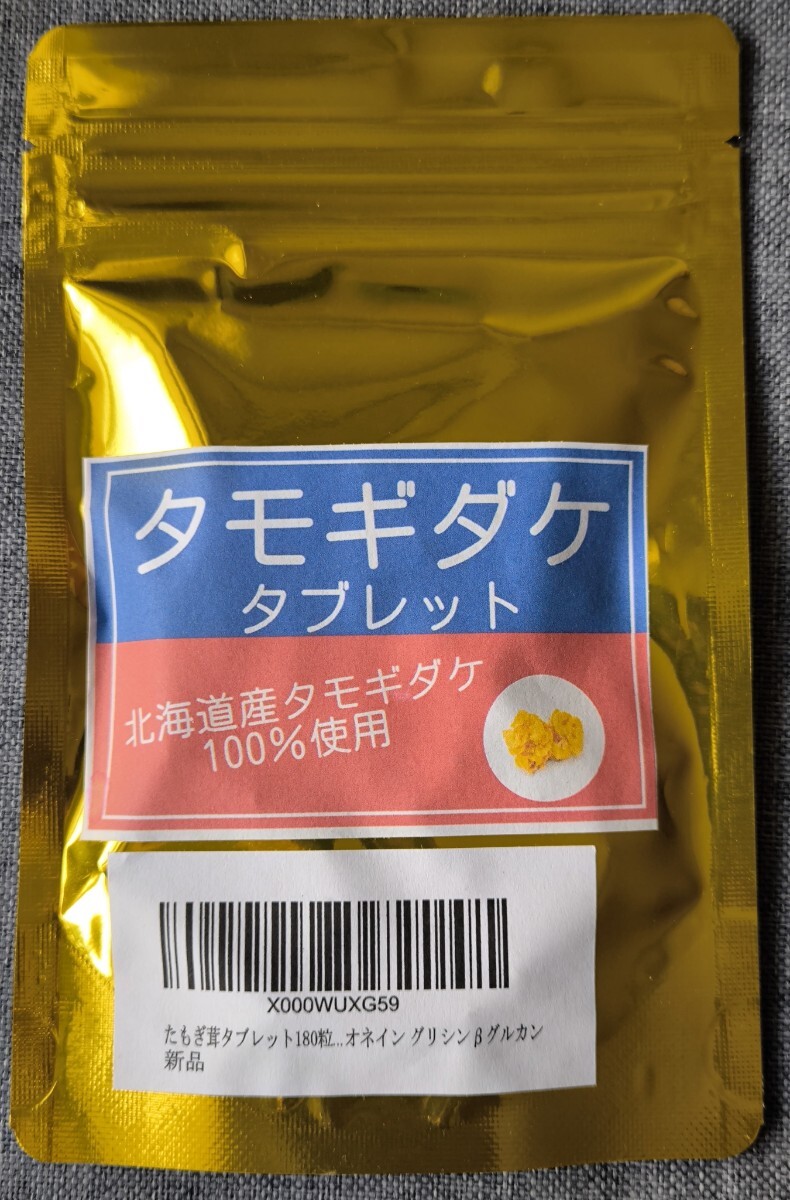 タモギダケ
タブレット
北海道産タモギダケ
100%使用
X000WUXG59
たもぎ茸タブレット180粒...オネイン グリシン βグルカン
新品